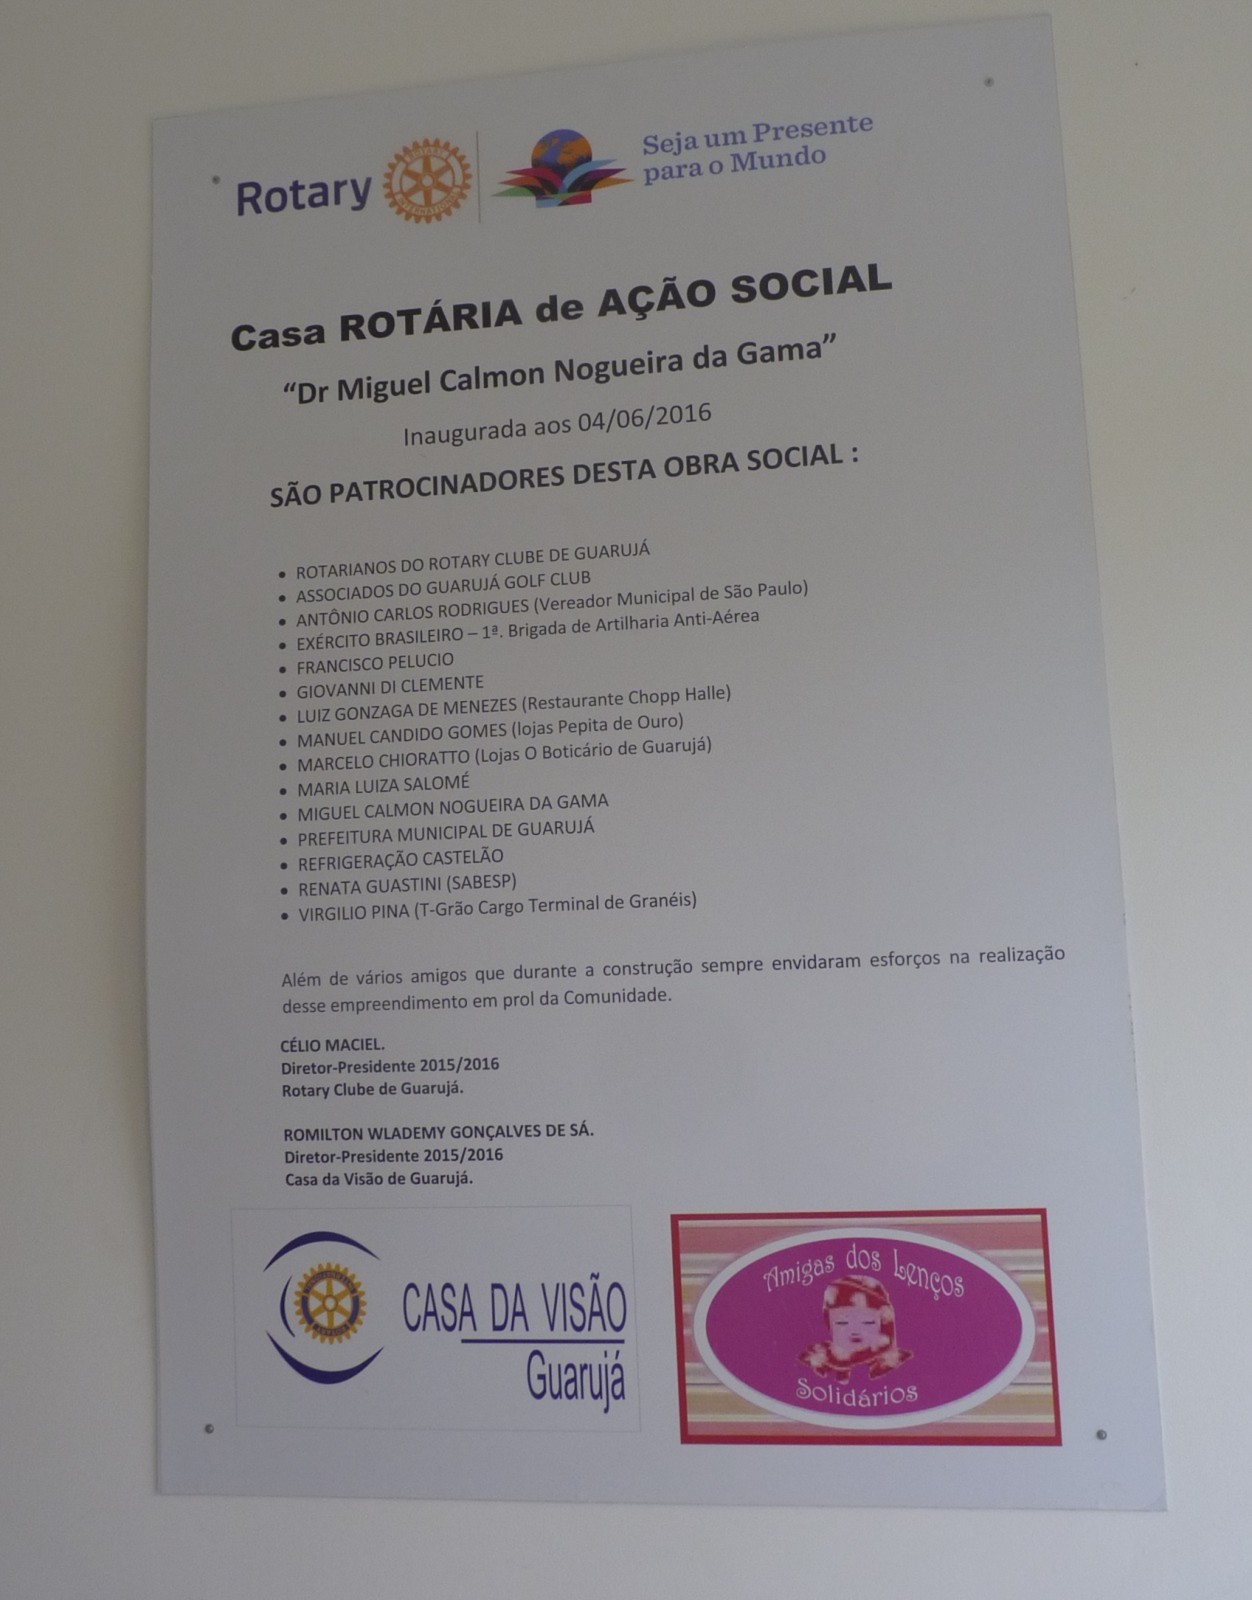 Rotary
ROTARY
INTERNATIONAL
Seja um Presente
para o Mundo
Casa ROTÁRIA de AÇÃO SOCIAL
“Dr Miguel Calmon Nogueira da Gama”
Inaugurada aos 04/06/2016
SÃO PATROCINADORES DESTA OBRA SOCIAL :
• ROTARIANOS DO ROTARY CLUBE DE GUARUJÁ
• ASSOCIADOS DO GUARUJÁ GOLF CLUB
• ANTÔNIO CARLOS RODRIGUES (Vereador Municipal de São Paulo)
• EXÉRCITO BRASILEIRO – 1ª. Brigada de Artilharia Anti-Aérea
• FRANCISCO PELUCIO
• GIOVANNI DI CLEMENTE
• LUIZ GONZAGA DE MENEZES (Restaurante Chopp Halle)
• MANUEL CANDIDO GOMES (lojas Pepita de Ouro)
• MARCELO CHIORATTO (Lojas O Boticário de Guarujá)
• MARIA LUIZA SALOMÉ
• MIGUEL CALMON NOGUEIRA DA GAMA
• PREFEITURA MUNICIPAL DE GUARUJÁ
• REFRIGERAÇÃO CASTELÃO
• RENATA GUASTINI (SABESP)
• VIRGILIO PINA (T-Grão Cargo Terminal de Granéis)
Além de vários amigos que durante a construção sempre envidaram esforços na realização
desse empreendimento em prol da Comunidade.
CÉLIO MACIEL.
Diretor-Presidente 2015/2016
Rotary Clube de Guarujá.
ROMILTON WLADEMY GONÇALVES DE SÁ.
Diretor-Presidente 2015/2016
Casa da Visão de Guarujá.
CASA DA VISÃO
Guarujá
Amigas dos Lenços
Solidários